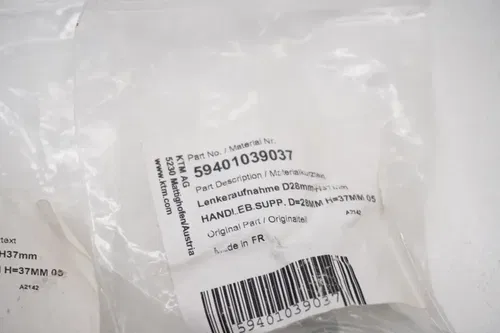 KTM AG
5230 Mattighofen/Austria
www.ktm.com
Part No. / Material Nr.
59401039037
Part Description / Materialkurztext
Lenkeraufnahme D28mm-H37mm
HANDLEB.SUPP. D=28MM H=37MM 05
Original Part / Originalteil
A2142
Made in FR
59401039037
text
H37mm
M H=37MM 05
A2142